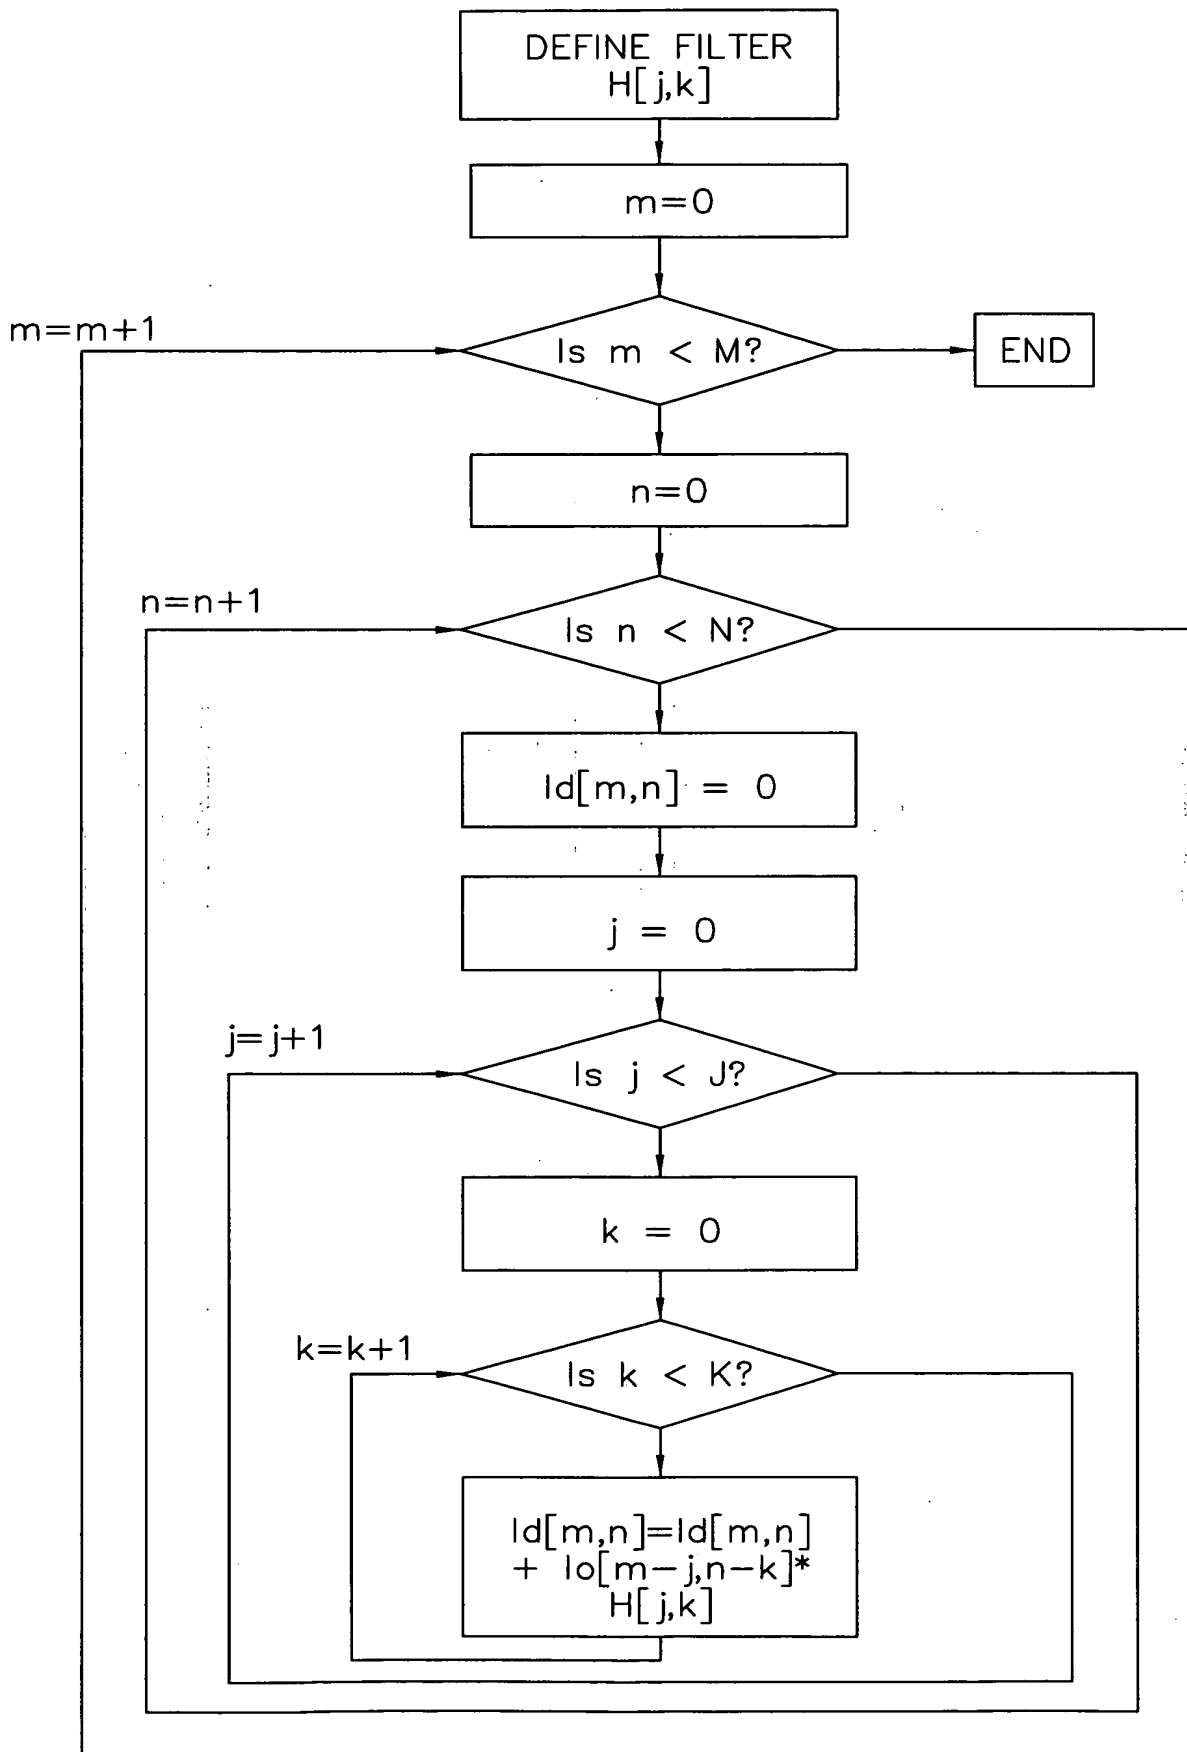 DEFINE FILTER
H[j,k]
m=0
m=m+1
Is m < M?
END
n=0
n=n+1
Is n < N?
Id[m,n] = 0
j = 0
j=j+1
Is j < J?
k = 0
k=k+1
Is k < K?
Id[m,n]=Id[m,n]
+ Io[m-j,n-k]*
H[j,k]